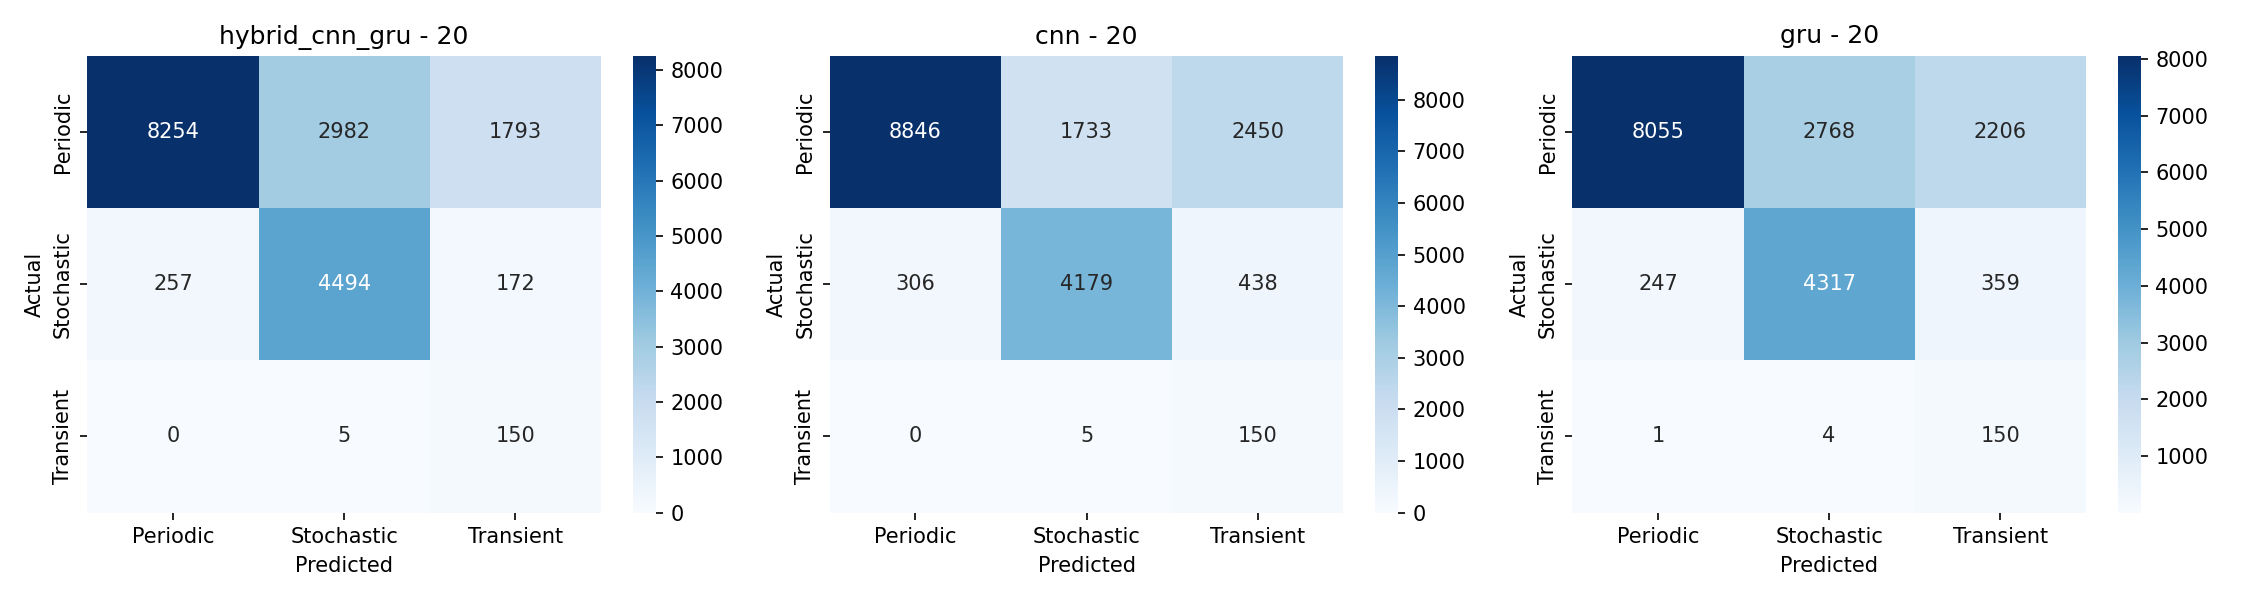 hybrid_cnn_gru - 20
Actual
Periodic
Stochastic
Transient
8254 2982 1793
257 4494 172
0 5 150
Periodic Stochastic Transient
Predicted
8000
7000
6000
5000
4000
3000
2000
1000
0
cnn - 20
Actual
Periodic
Stochastic
Transient
8846 1733 2450
306 4179 438
0 5 150
Periodic Stochastic Transient
Predicted
8000
7000
6000
5000
4000
3000
2000
1000
0
gru - 20
Actual
Periodic
Stochastic
Transient
8055 2768 2206
247 4317 359
1 4 150
Periodic Stochastic Transient
Predicted
8000
7000
6000
5000
4000
3000
2000
1000